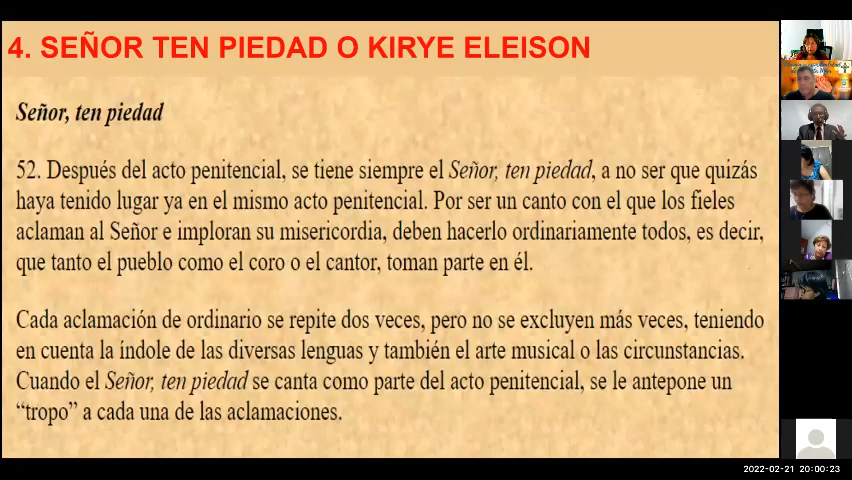 4. SEÑOR TEN PIEDAD O KIRYE ELEISON
Señor, ten piedad
52. Después del acto penitencial, se tiene siempre el Señor, ten piedad, a no ser que quizás
haya tenido lugar ya en el mismo acto penitencial. Por ser un canto con el que los fieles
aclaman al Señor e imploran su misericordia, deben hacerlo ordinariamente todos, es decir,
que tanto el pueblo como el coro o el cantor, toman parte en él.
Cada aclamación de ordinario se repite dos veces, pero no se excluyen más veces, teniendo
en cuenta la índole de las diversas lenguas y también el arte musical o las circunstancias.
Cuando el Señor, ten piedad se canta como parte del acto penitencial, se le antepone un
“tropo” a cada una de las aclamaciones.
2022-02-21 20:00:23